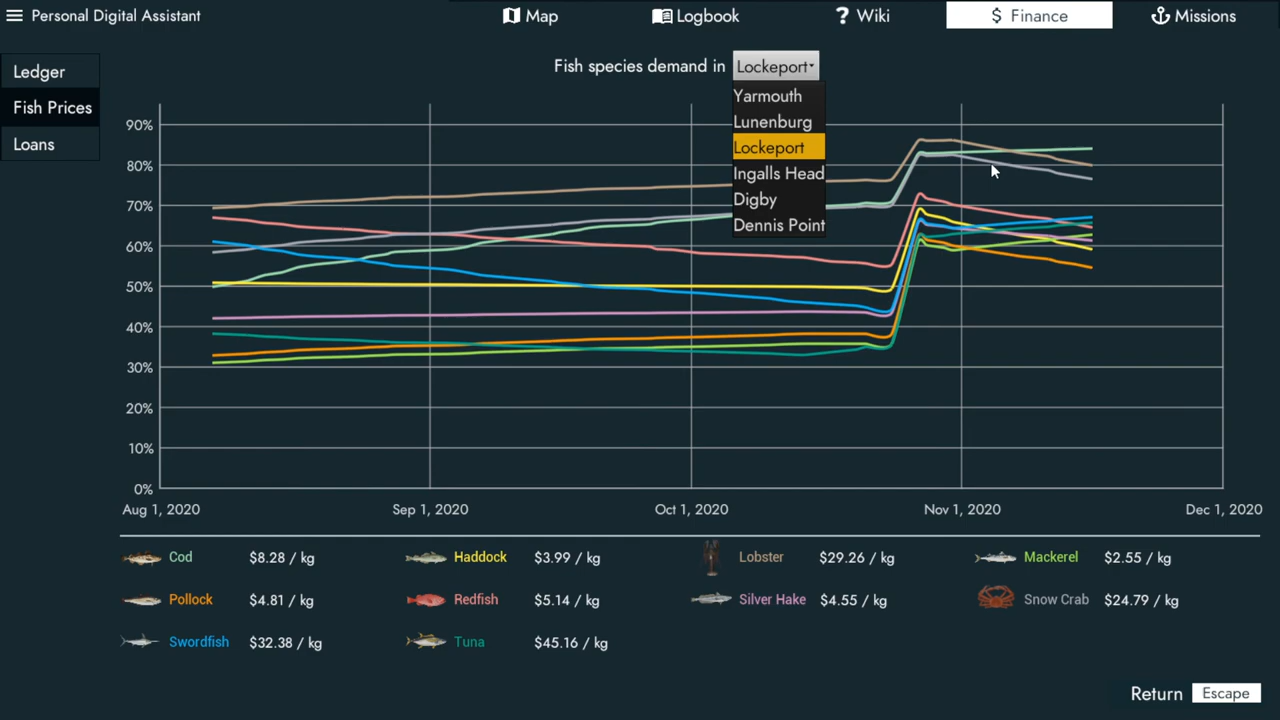 Personal Digital Assistant Map Logbook ? Wiki $ Finance Missions
Ledger
Fish Prices
Loans
Fish species demand in Lockeport
Yarmouth
Lunenburg
Lockeport
Ingalls Head
Digby
Dennis Point
90%
80%
70%
60%
50%
40%
30%
20%
10%
0%
Aug 1, 2020 Sep 1, 2020 Oct 1, 2020 Nov 1, 2020 Dec 1, 2020
Cod $8.28 / kg Haddock $3.99 / kg Lobster $29.26 / kg Mackerel $2.55 / kg
Pollock $4.81 / kg Redfish $5.14 / kg Silver Hake $4.55 / kg Snow Crab $24.79 / kg
Swordfish $32.38 / kg Tuna $45.16 / kg
Return Escape